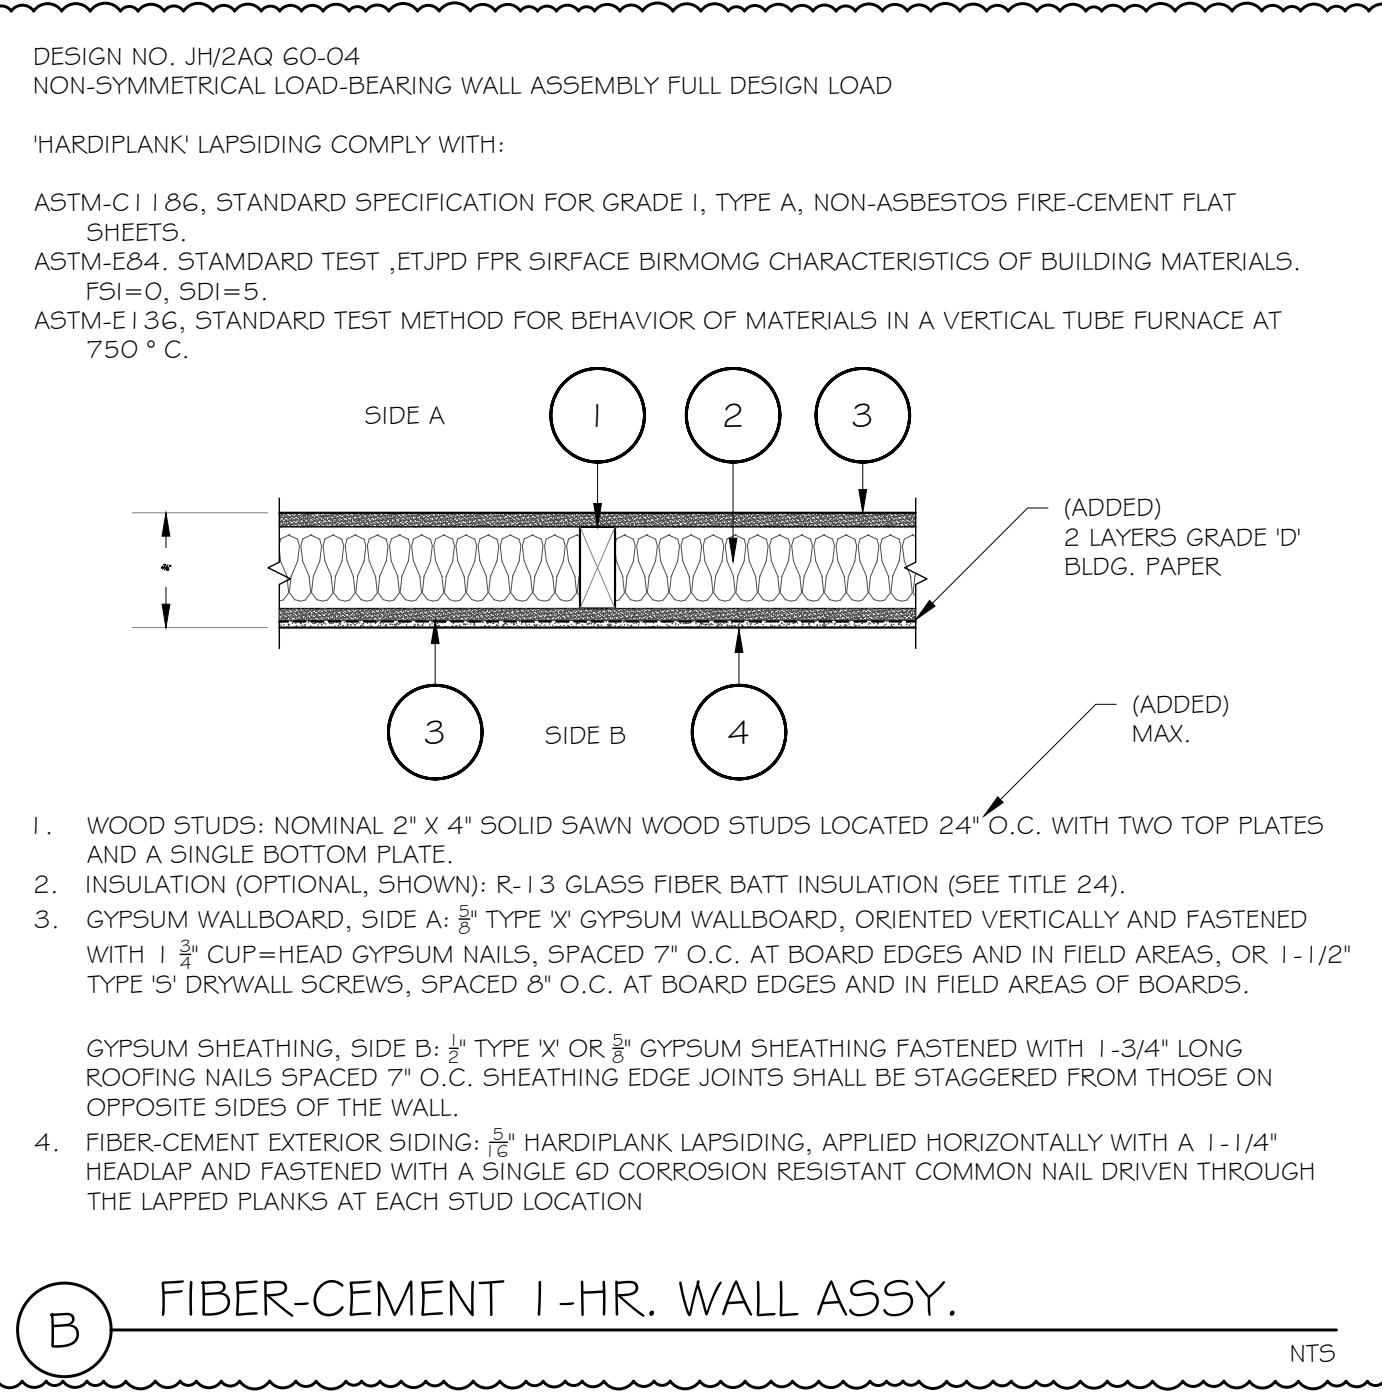 DESIGN NO. JH/2AQ 60-04
NON-SYMMETRICAL LOAD-BEARING WALL ASSEMBLY FULL DESIGN LOAD
'HARDIPLANK' LAPSIDING COMPLY WITH:
ASTM-C1186, STANDARD SPECIFICATION FOR GRADE I, TYPE A, NON-ASBESTOS FIRE-CEMENT FLAT
SHEETS.
ASTM-E84. STAMDARD TEST ,ETJPD FPR SIRFACE BIRMOMG CHARACTERISTICS OF BUILDING MATERIALS.
FSI=0, SDI=5.
ASTM-E136, STANDARD TEST METHOD FOR BEHAVIOR OF MATERIALS IN A VERTICAL TUBE FURNACE AT
750 ° C.
SIDE A
1
2
3
(ADDED)
2 LAYERS GRADE 'D'
BLDG. PAPER
3
SIDE B
4
(ADDED)
MAX.
1. WOOD STUDS: NOMINAL 2" X 4" SOLID SAWN WOOD STUDS LOCATED 24" O.C. WITH TWO TOP PLATES
AND A SINGLE BOTTOM PLATE.
2. INSULATION (OPTIONAL, SHOWN): R-13 GLASS FIBER BATT INSULATION (SEE TITLE 24).
3. GYPSUM WALLBOARD, SIDE A: 5/8" TYPE 'X' GYPSUM WALLBOARD, ORIENTED VERTICALLY AND FASTENED
WITH 1 3/4" CUP=HEAD GYPSUM NAILS, SPACED 7" O.C. AT BOARD EDGES AND IN FIELD AREAS, OR 1-1/2"
TYPE 'S' DRYWALL SCREWS, SPACED 8" O.C. AT BOARD EDGES AND IN FIELD AREAS OF BOARDS.
GYPSUM SHEATHING, SIDE B: 1/2" TYPE 'X' OR 5/8" GYPSUM SHEATHING FASTENED WITH 1-3/4" LONG
ROOFING NAILS SPACED 7" O.C. SHEATHING EDGE JOINTS SHALL BE STAGGERED FROM THOSE ON
OPPOSITE SIDES OF THE WALL.
4. FIBER-CEMENT EXTERIOR SIDING: 5/16" HARDIPLANK LAPSIDING, APPLIED HORIZONTALLY WITH A 1-1/4"
HEADLAP AND FASTENED WITH A SINGLE 6D CORROSION RESISTANT COMMON NAIL DRIVEN THROUGH
THE LAPPED PLANKS AT EACH STUD LOCATION
B
FIBER-CEMENT 1-HR. WALL ASSY.
NTS